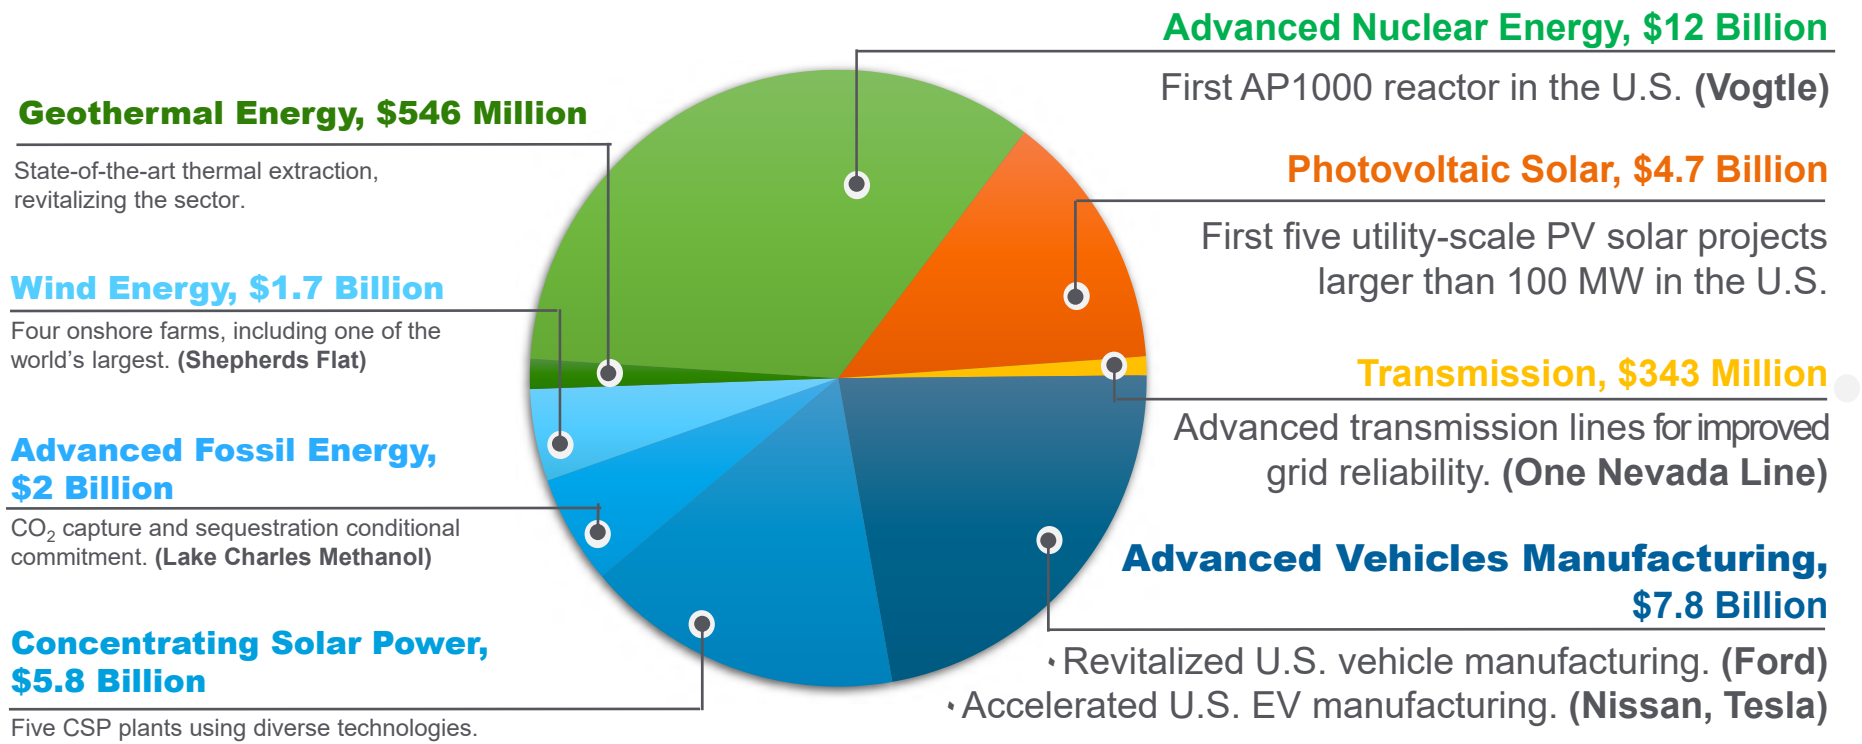 Geothermal Energy, $546 Million
State-of-the-art thermal extraction,
revitalizing the sector.
Wind Energy, $1.7 Billion
Four onshore farms, including one of the
world’s largest. (Shepherds Flat)
Advanced Fossil Energy,
$2 Billion
CO₂ capture and sequestration conditional
commitment. (Lake Charles Methanol)
Concentrating Solar Power,
$5.8 Billion
Five CSP plants using diverse technologies.
Advanced Nuclear Energy, $12 Billion
First AP1000 reactor in the U.S. (Vogtle)
Photovoltaic Solar, $4.7 Billion
First five utility-scale PV solar projects
larger than 100 MW in the U.S.
Transmission, $343 Million
Advanced transmission lines for improved
grid reliability. (One Nevada Line)
Advanced Vehicles Manufacturing,
$7.8 Billion
Revitalized U.S. vehicle manufacturing. (Ford)
Accelerated U.S. EV manufacturing. (Nissan, Tesla)